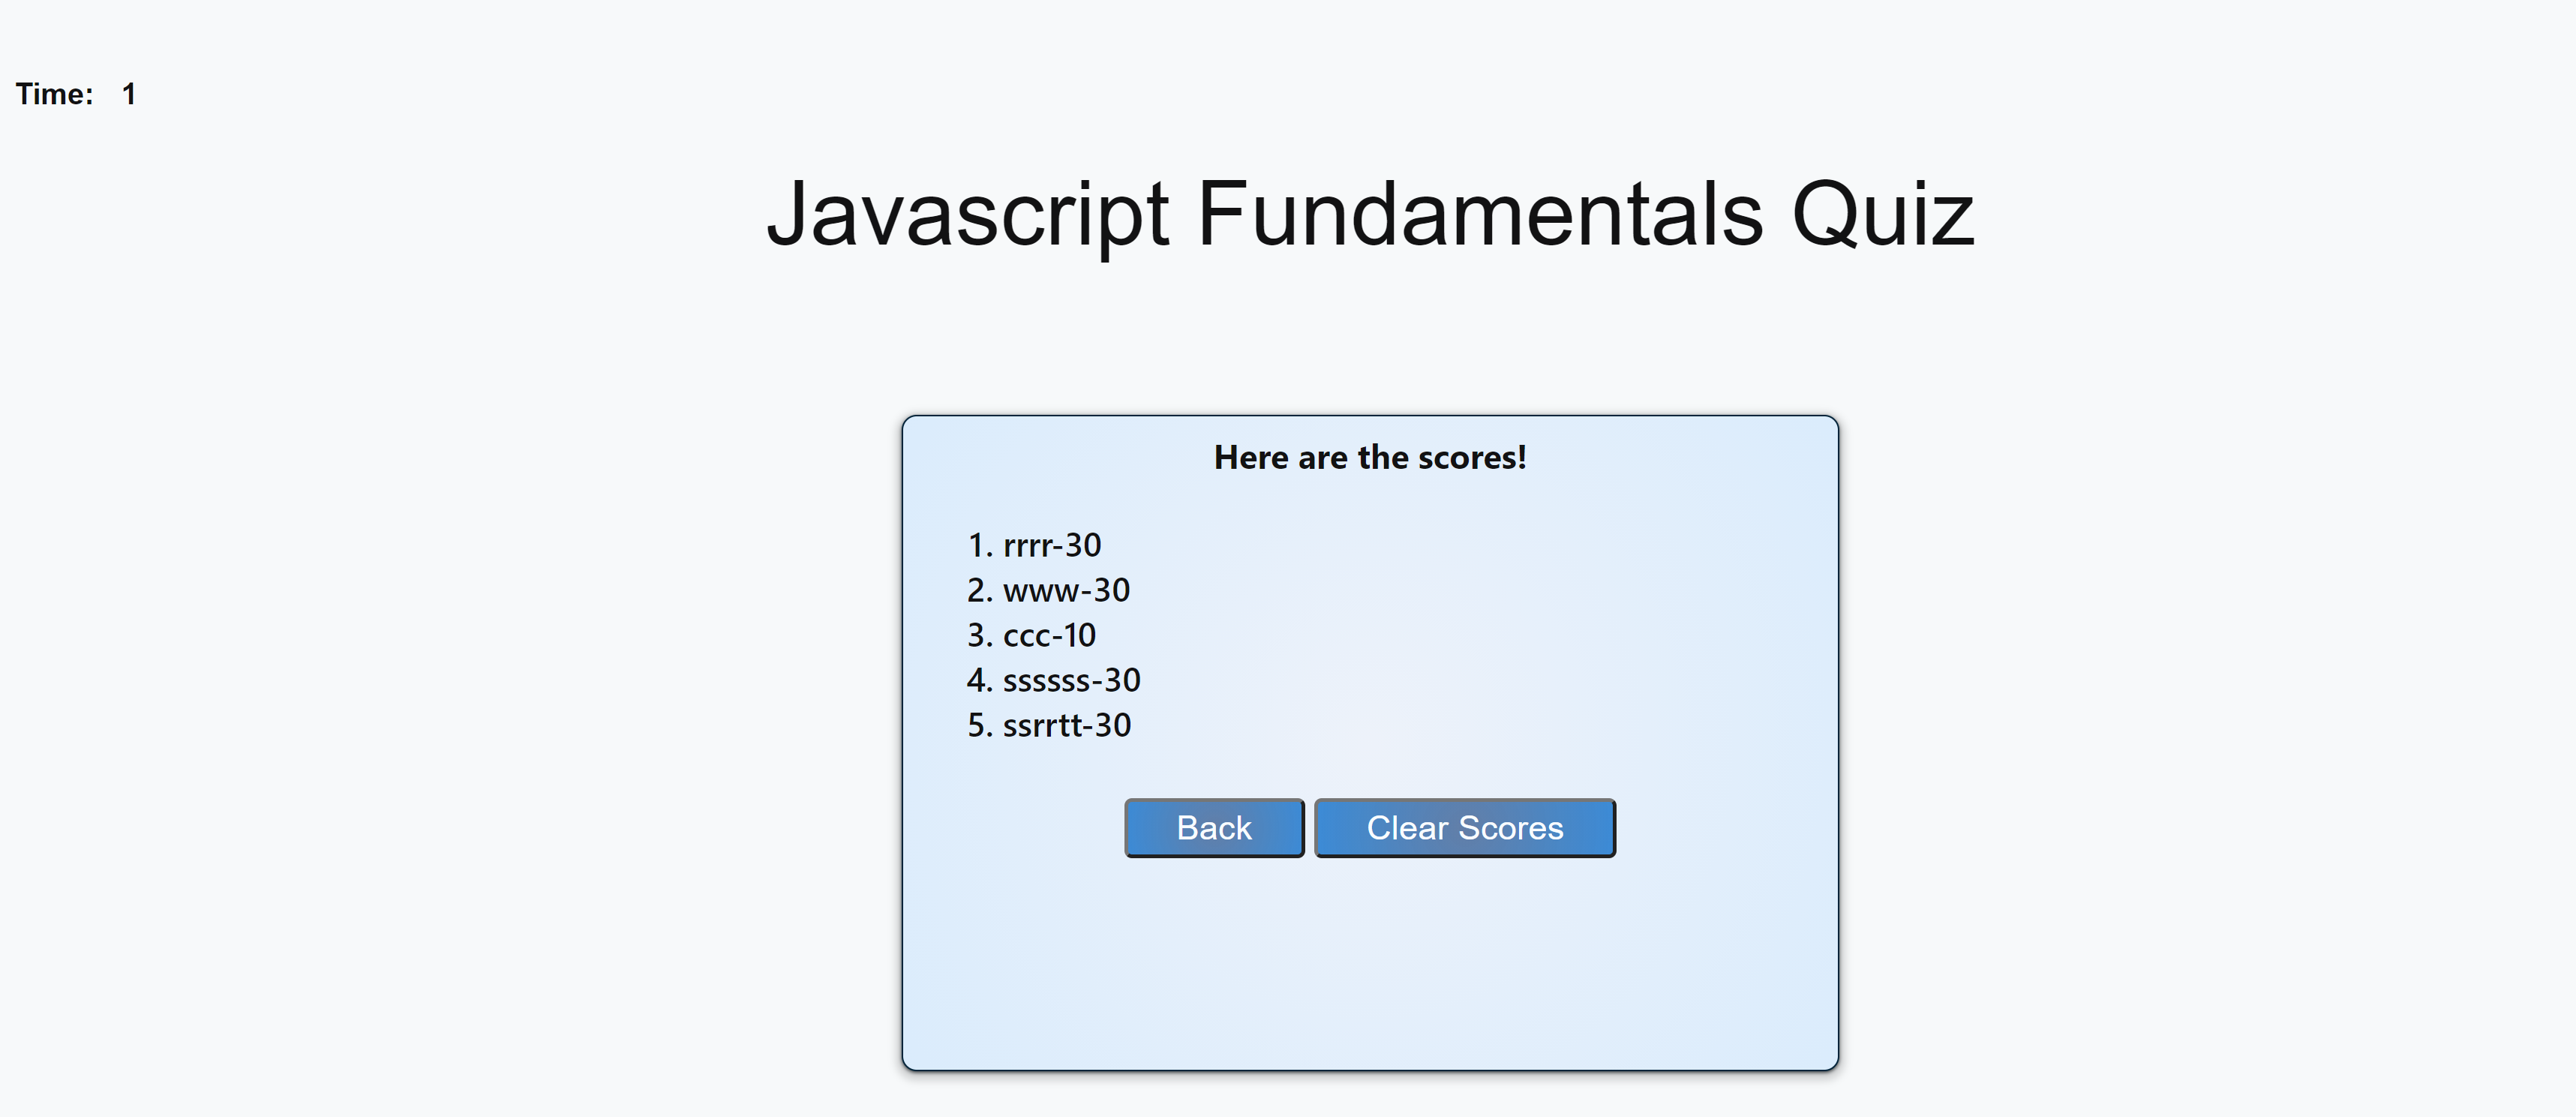 Time: 1
Javascript Fundamentals Quiz
Here are the scores!
1. rrrr-30
2. www-30
3. ccc-10
4. ssssss-30
5. ssrrtt-30
Back Clear Scores